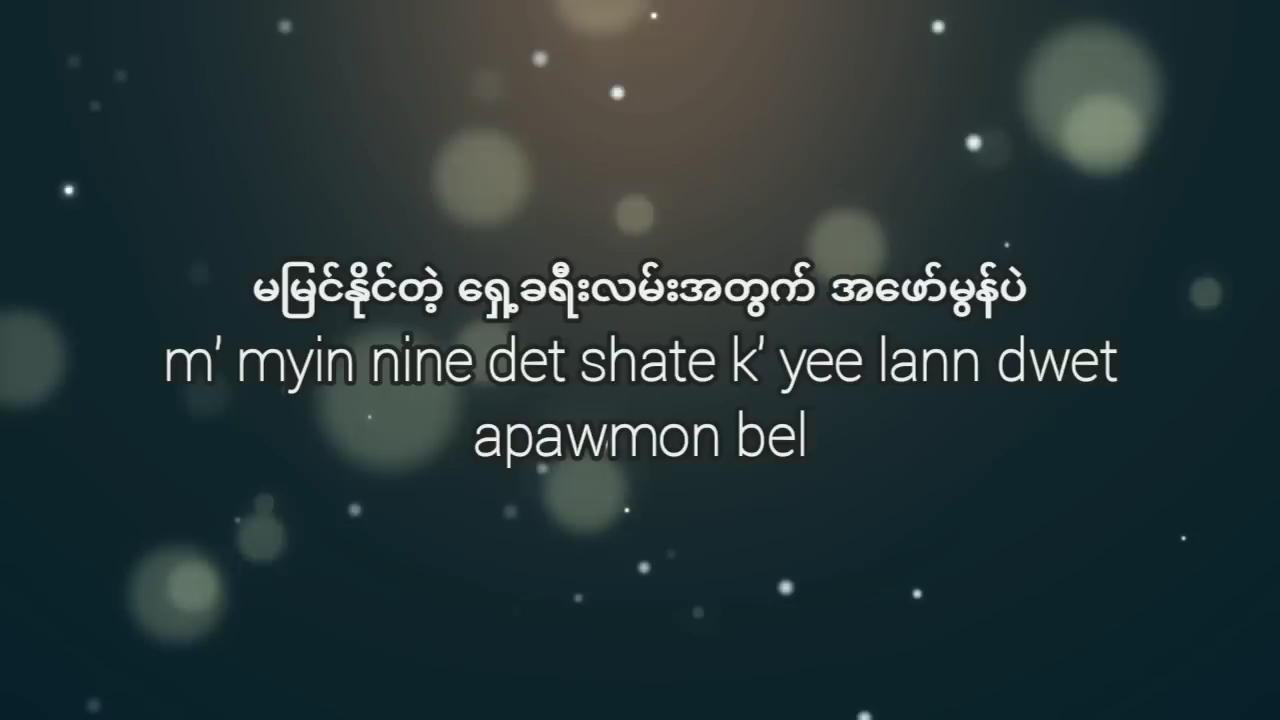 မမြင်နိုင်တဲ့ ရှေ့ခရီးလမ်းအတွက် အဖော်မွန်ပဲ
m’ myin nine det shate k’ yee lann dwet
apawmon bel